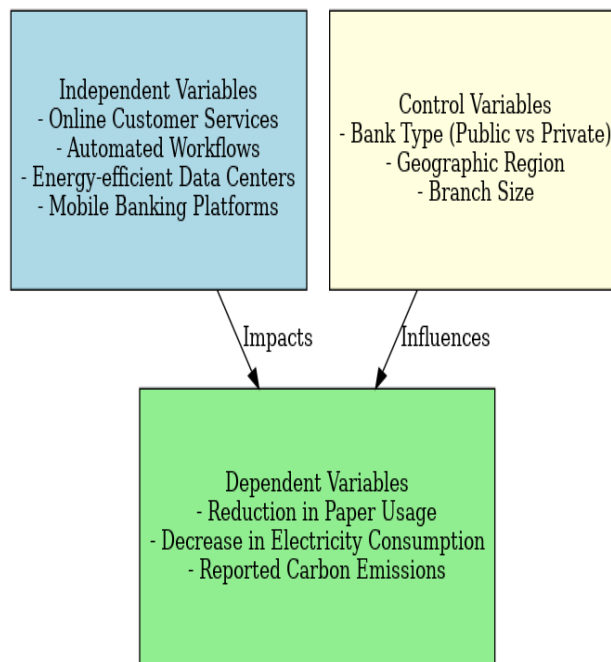 Independent Variables
- Online Customer Services
- Automated Workflows
- Energy-efficient Data Centers
- Mobile Banking Platforms
Control Variables
- Bank Type (Public vs Private)
- Geographic Region
- Branch Size
Impacts
Influences
Dependent Variables
- Reduction in Paper Usage
- Decrease in Electricity Consumption
- Reported Carbon Emissions